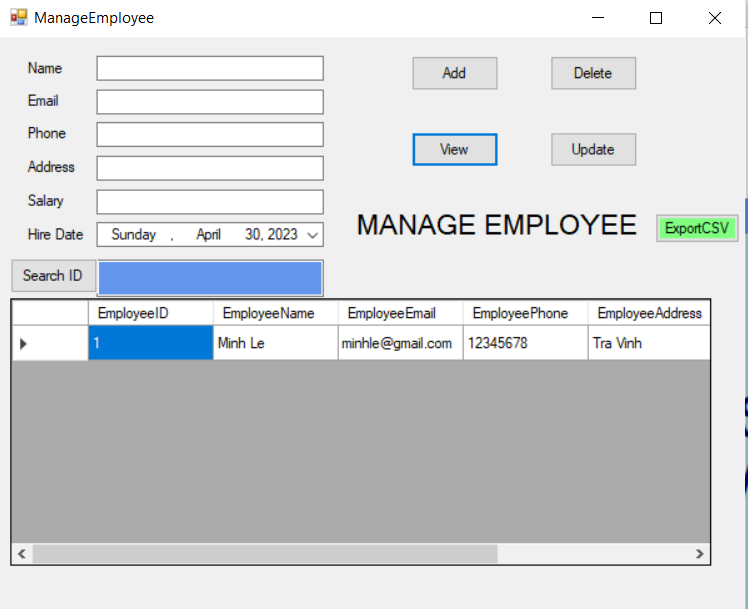 ManageEmployee
Name
Add
Delete
Email
Phone
View
Update
Address
Salary
Hire Date
Sunday , April 30, 2023
MANAGE EMPLOYEE
ExportCSV
Search ID
EmployeeID EmployeeName EmployeeEmail EmployeePhone EmployeeAddress
1 Minh Le minhle@gmail.com 12345678 Tra Vinh